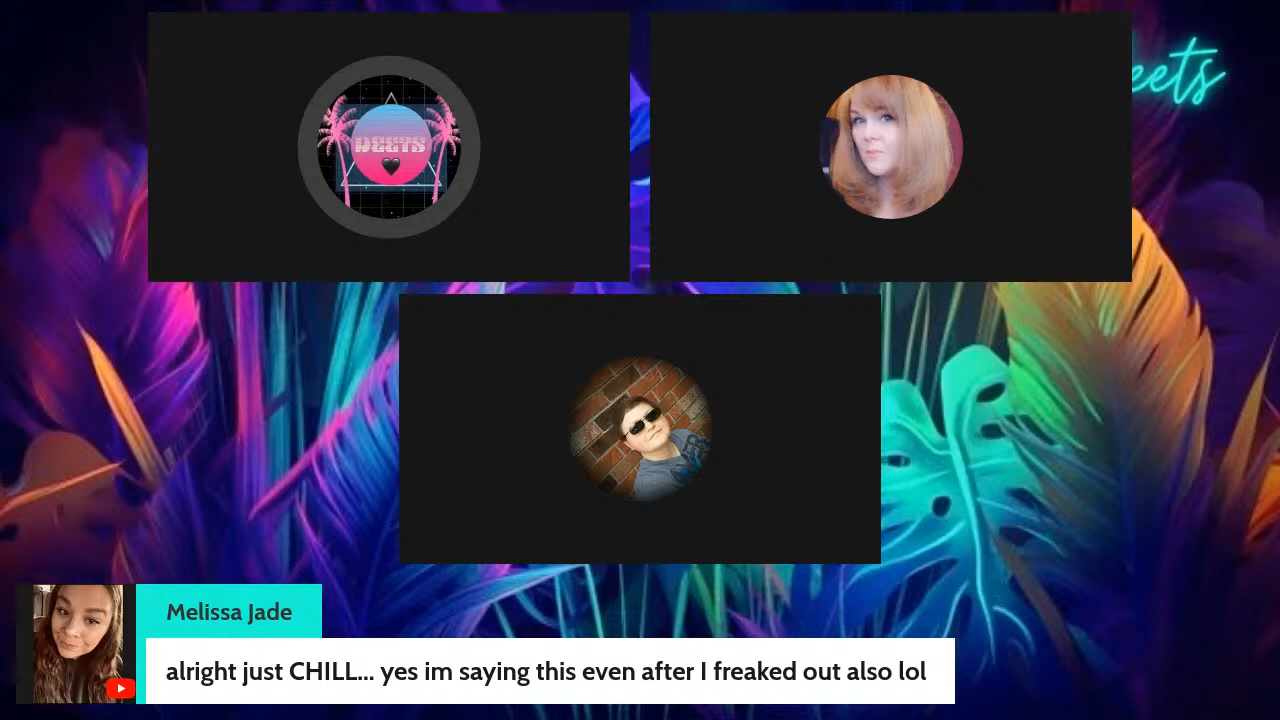 DEETS
eets
Melissa Jade
alright just CHILL... yes im saying this even after I freaked out also lol